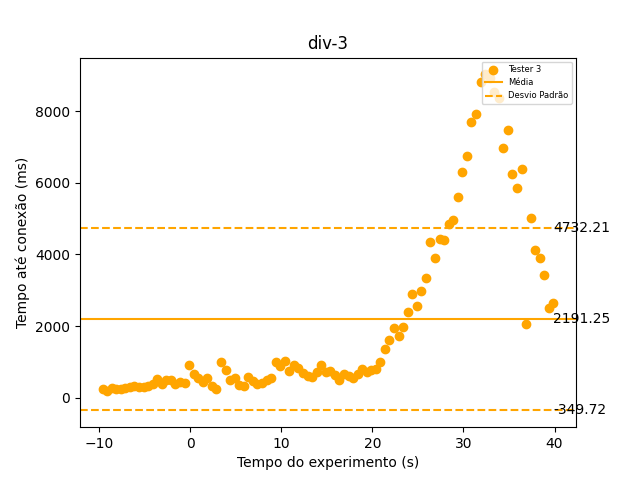 div-3
Tempo até conexão (ms)
8000
6000
4000
2000
0
Tester 3
Média
Desvio Padrão
4732.21
2191.25
-349.72
−10
0
10
20
30
40
Tempo do experimento (s)